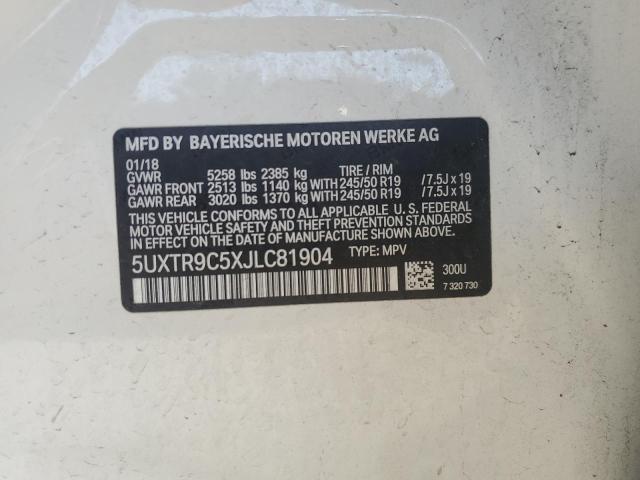 MFD BY BAYERISCHE MOTOREN WERKE AG
01/18
GVWR 5258 lbs 2385 kg TIRE / RIM
GAWR FRONT 2513 lbs 1140 kg WITH 245/50 R19 /7.5J x 19
GAWR REAR 3020 lbs 1370 kg WITH 245/50 R19 /7.5J x 19
THIS VEHICLE CONFORMS TO ALL APPLICABLE U. S. FEDERAL
MOTOR VEHICLE SAFETY, BUMPER, AND THEFT PREVENTION
STANDARDS IN EFFECT ON THE DATE OF MANUFACTURE SHOWN ABOVE.
5UXTR9C5XJLC81904 TYPE: MPV
300U
7 320 730